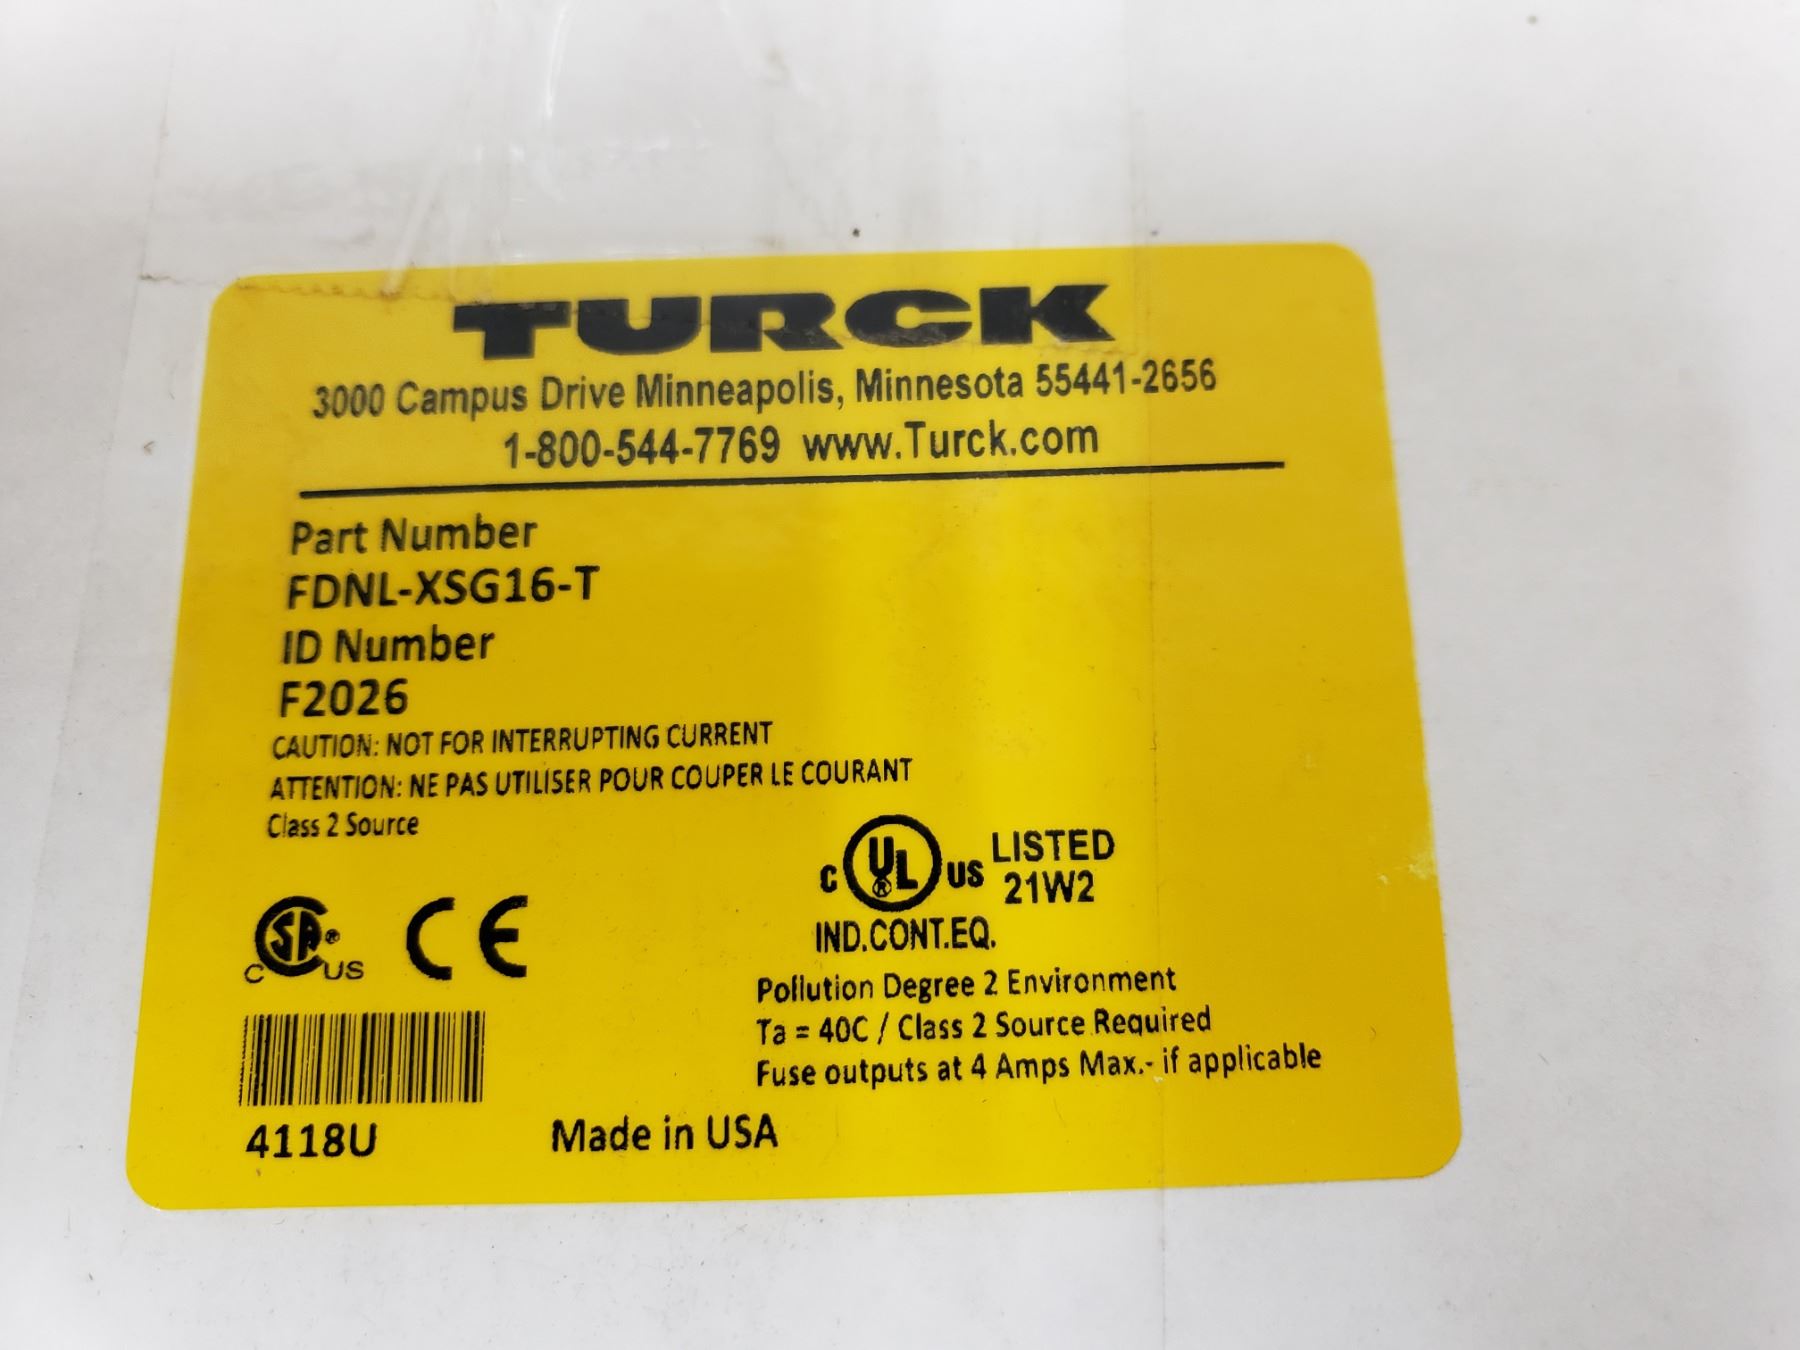 TURCK
3000 Campus Drive Minneapolis, Minnesota 55441-2656
1-800-544-7769 www.Turck.com
Part Number
FDNL-XSG16-T
ID Number
F2026
CAUTION: NOT FOR INTERRUPTING CURRENT
ATTENTION: NE PAS UTILISER POUR COUPER LE COURANT
Class 2 Source
C UL ® US LISTED
21W2
IND.CONT.EQ.
C SA ® US CE
Pollution Degree 2 Environment
Ta = 40C / Class 2 Source Required
Fuse outputs at 4 Amps Max.- if applicable
4118U
Made in USA